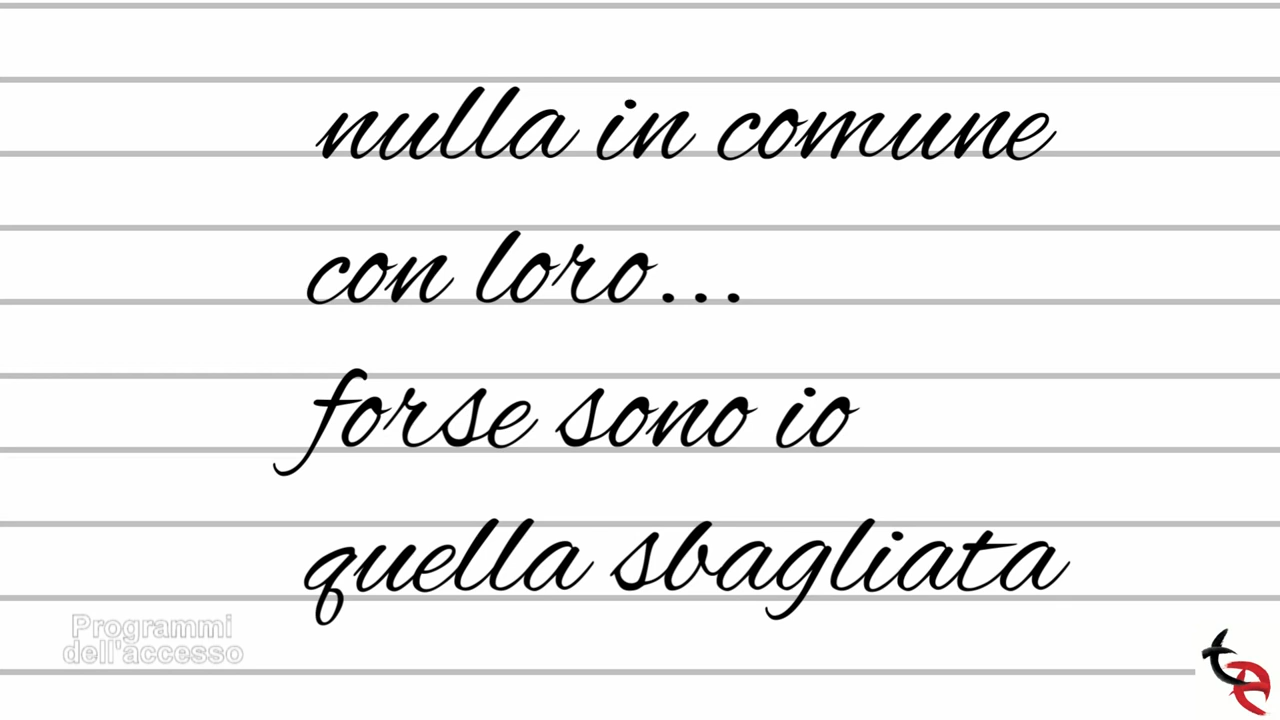 nulla in comune
con loro...
forse sono io
quella sbagliata
Programmi
dell'accesso